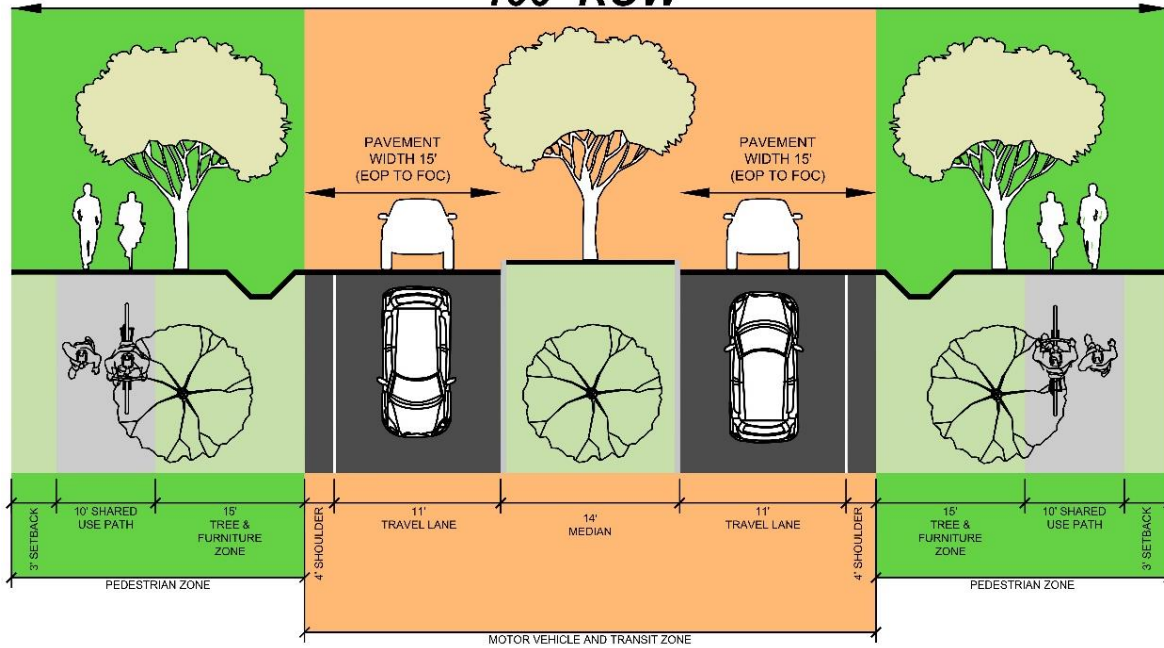 100' ROW
PAVEMENT
WIDTH 15'
(EOP TO FOC)
PAVEMENT
WIDTH 15'
(EOP TO FOC)
3' SETBACK
10' SHARED
USE PATH
15'
TREE &
FURNITURE
ZONE
4' SHOULDER
11'
TRAVEL LANE
14'
MEDIAN
11'
TRAVEL LANE
4' SHOULDER
15'
TREE &
FURNITURE
ZONE
10' SHARED
USE PATH
3' SETBACK
PEDESTRIAN ZONE
PEDESTRIAN ZONE
MOTOR VEHICLE AND TRANSIT ZONE